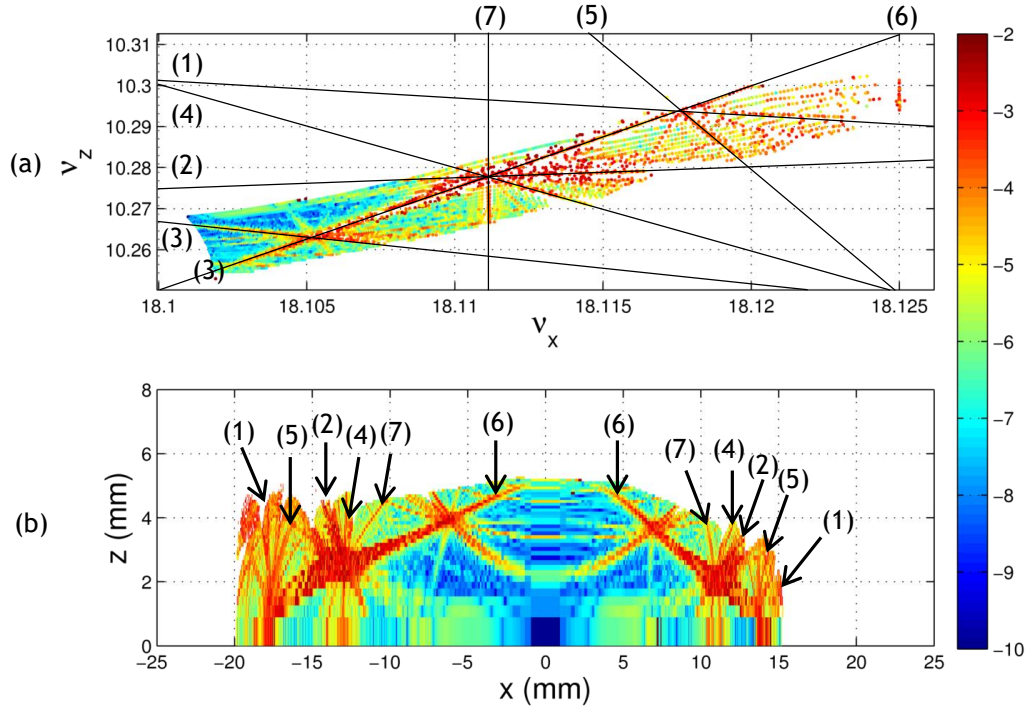 (7) (5) (6)
10.31
(1)
10.3
(4)
10.29
(a)
ν z
10.28
(2)
10.27
(3)
10.26
(3)
18.1 18.105 18.11 18.115 18.12 18.125
ν x
-2
-3
-4
-5
-6
-7
-8
-9
-10
8
(6) (6)
(2)
(1) (5) (4) (7)
6
(7) (4) (2) (5)
(1)
(b)
z (mm)
4
2
0
-25 -20 -15 -10 -5 0 5 10 15 20 25
x (mm)